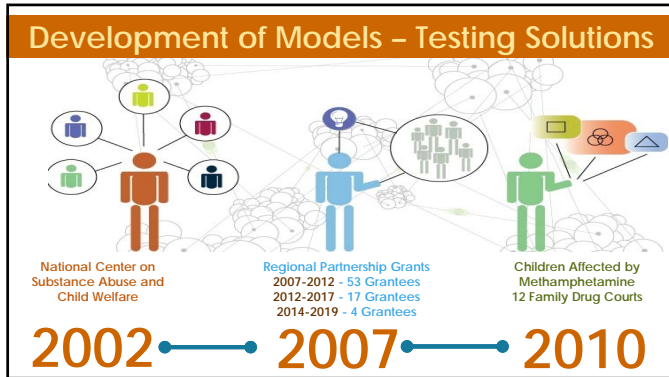 Development of Models – Testing Solutions
National Center on
Substance Abuse and
Child Welfare
Regional Partnership Grants
2007-2012 - 53 Grantees
2012-2017 - 17 Grantees
2014-2019 - 4 Grantees
Children Affected by
Methamphetamine
12 Family Drug Courts
2002
2007
2010